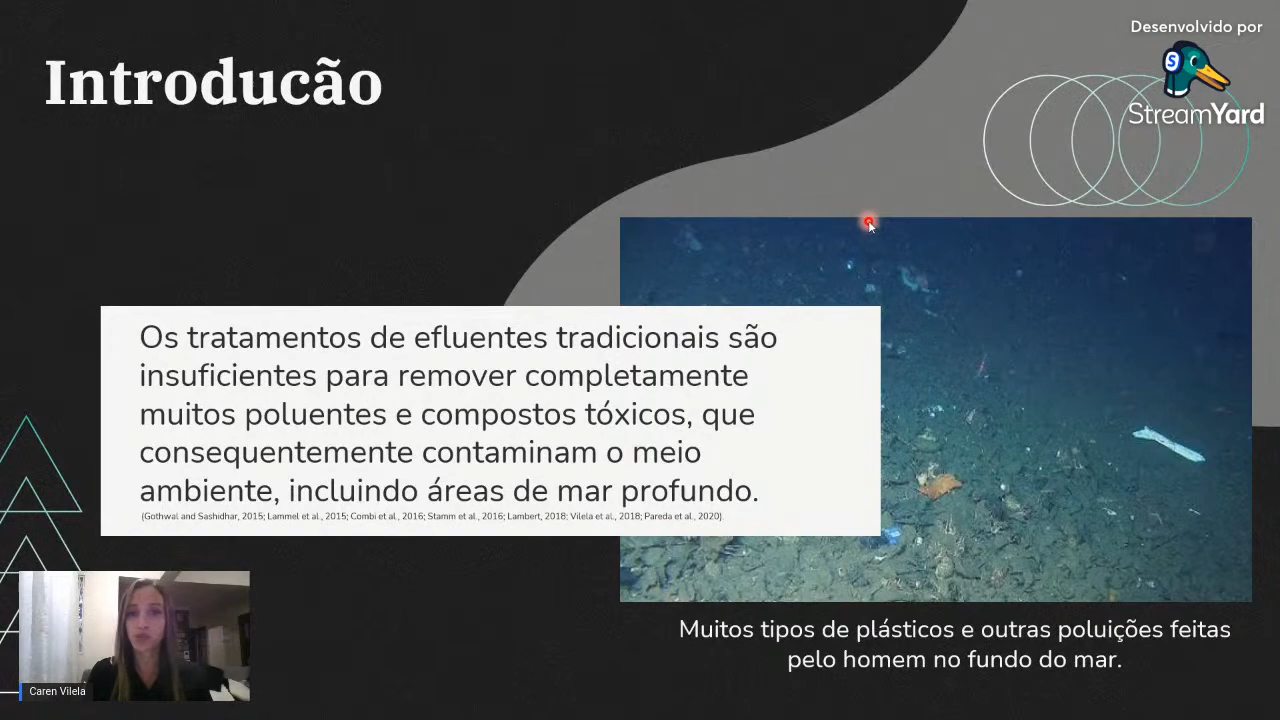 Introducão
Desenvolvido por
S
StreamYard
Os tratamentos de efluentes tradicionais são
insuficientes para remover completamente
muitos poluentes e compostos tóxicos, que
consequentemente contaminam o meio
ambiente, incluindo áreas de mar profundo.
(Gothwal and Sashidhar, 2015; Lammel et al., 2015; Combi et al., 2016; Stamm et al., 2016; Lambert, 2018; Vilela et al., 2018; Pareda et al., 2020).
Muitos tipos de plásticos e outras poluições feitas
pelo homem no fundo do mar.
Caren Vilela